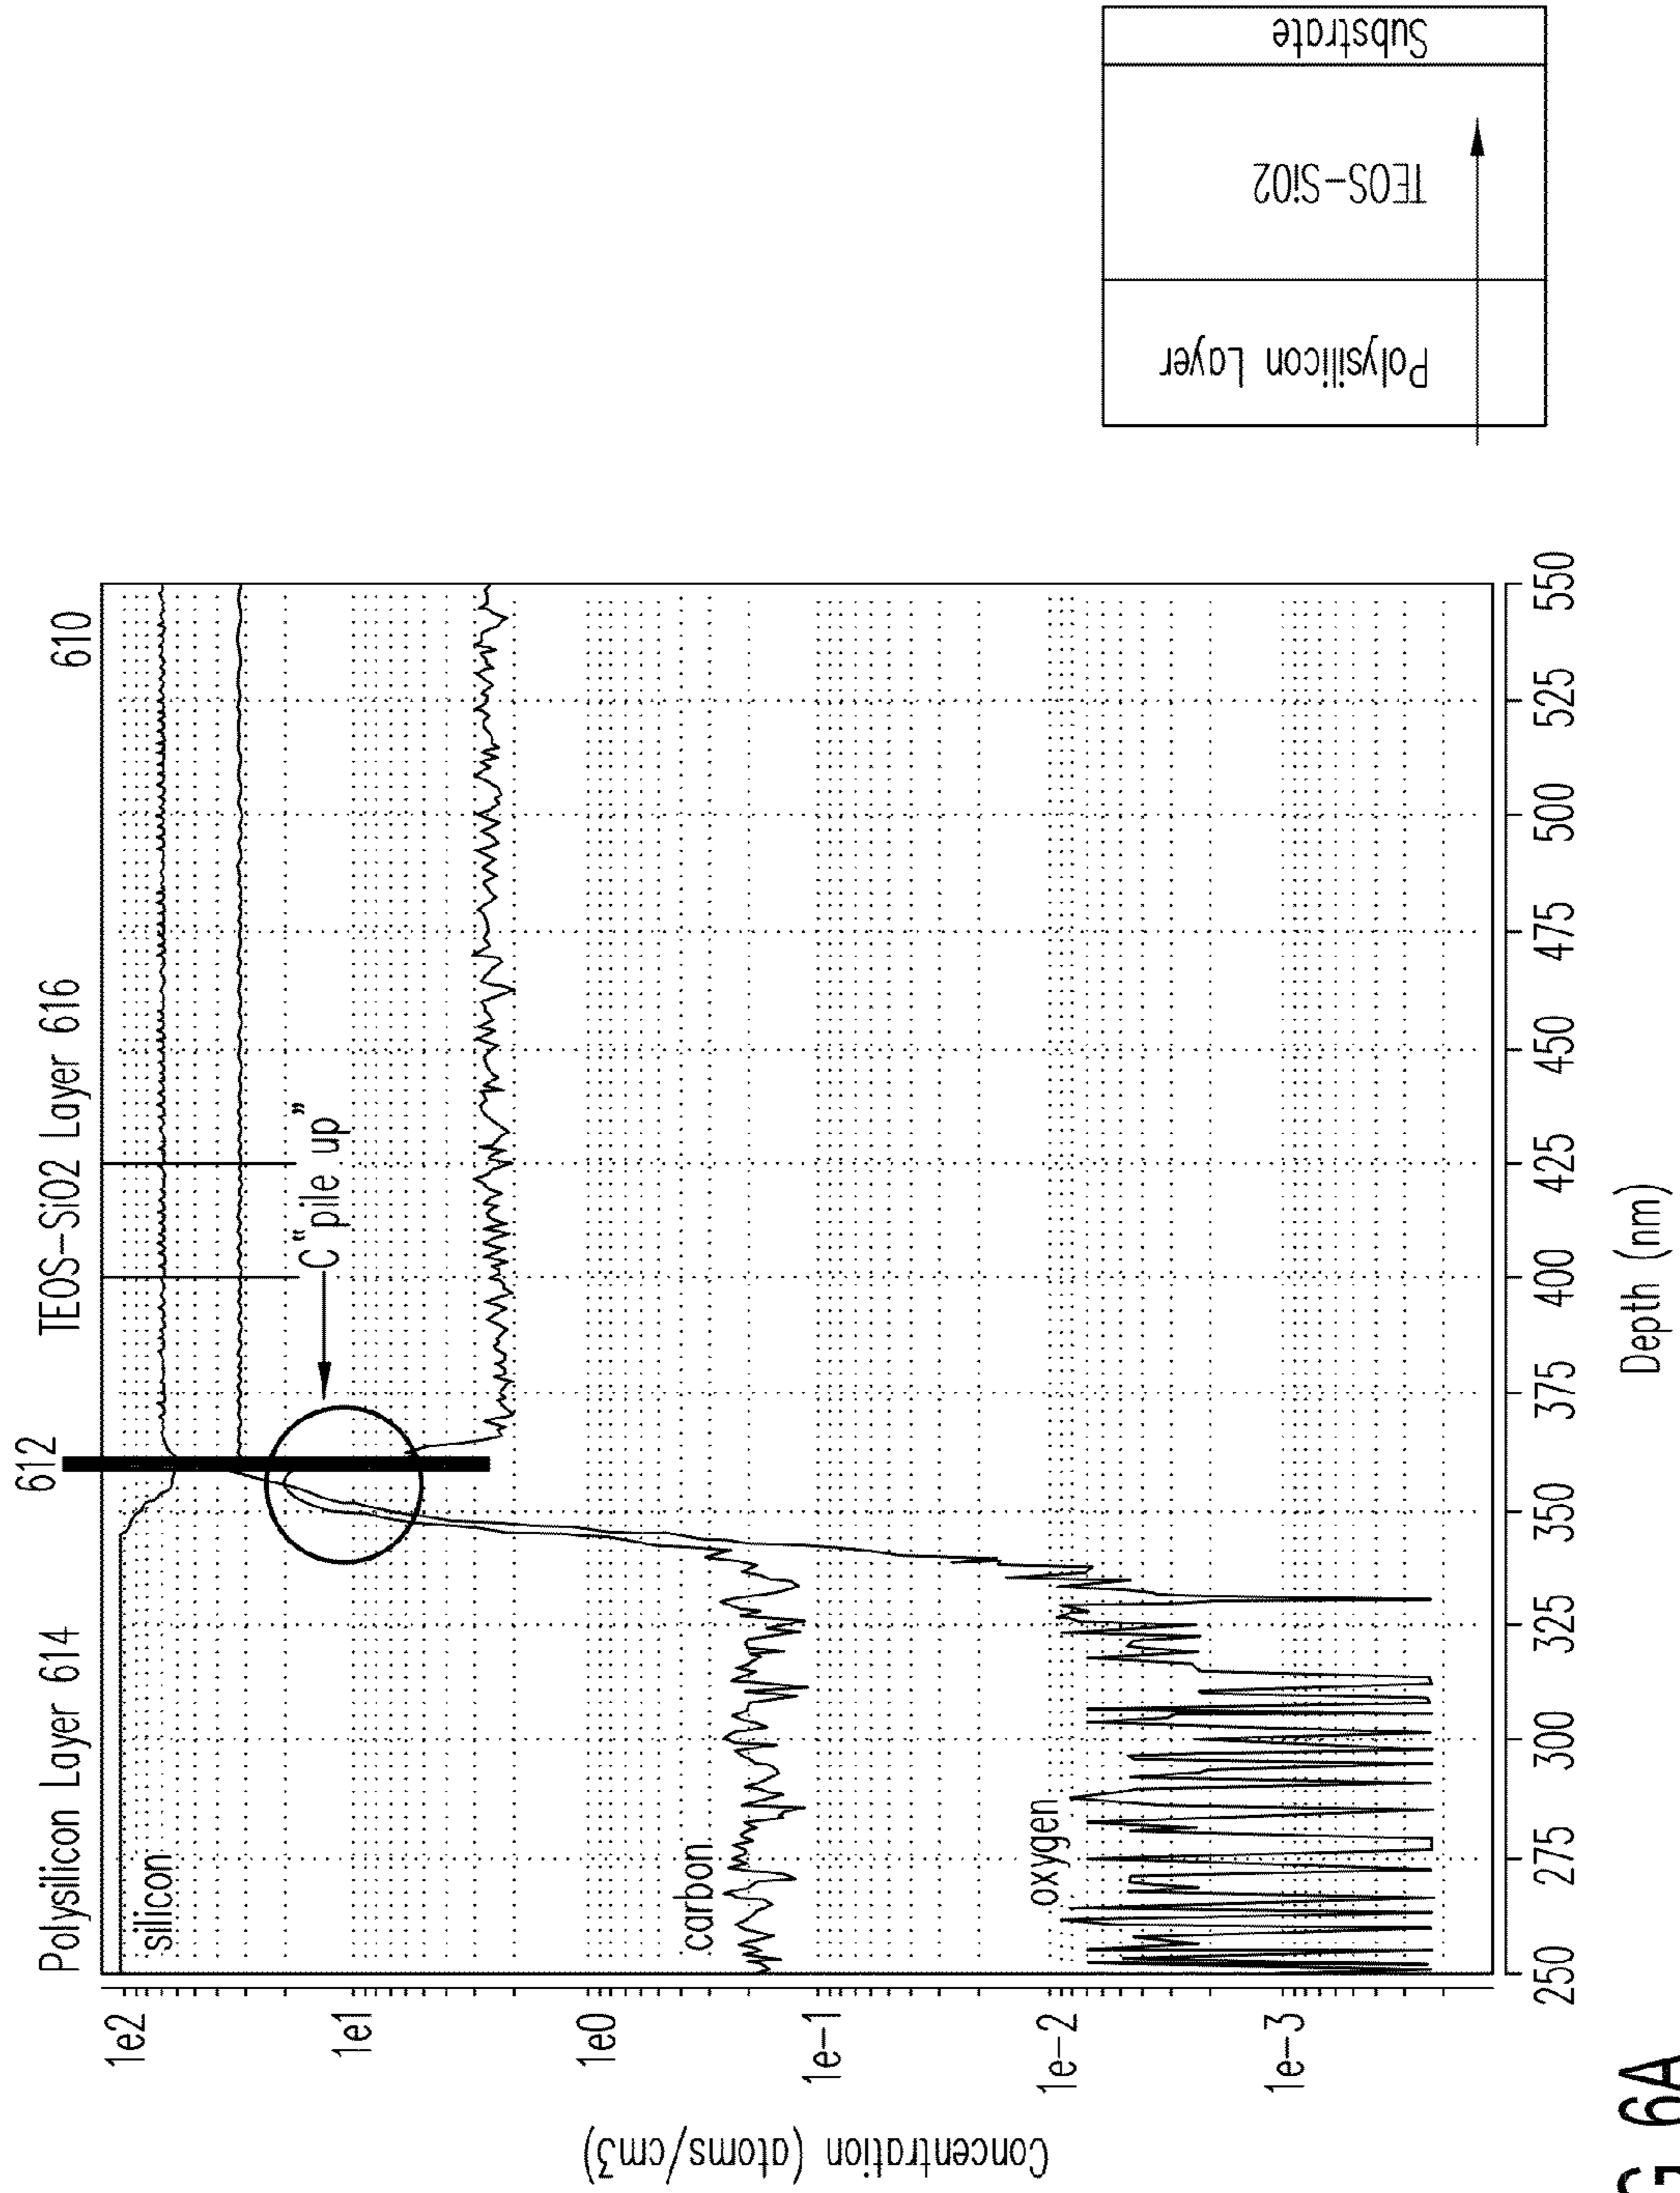 Polysilicon Layer 614
612
TEOS-SiO2 Layer 616
610
silicon
C "pile up"
carbon
oxygen
1e2
1e1
1e0
1e-1
1e-2
1e-3
Concentration (atoms/cm3)
250 275 300 325 350 375 400 425 450 475 500 525 550
Depth (nm)
Polysilicon Layer
TEOS-SiO2
Substrate
6A